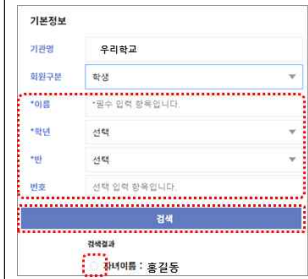 기본정보
기관명 우리학교
회원구분 학생
*이름 *필수 입력 항목입니다.
*학년 선택
*반 선택
번호 선택 입력 항목입니다.
검색
검색결과
자녀이름 : 홍길동